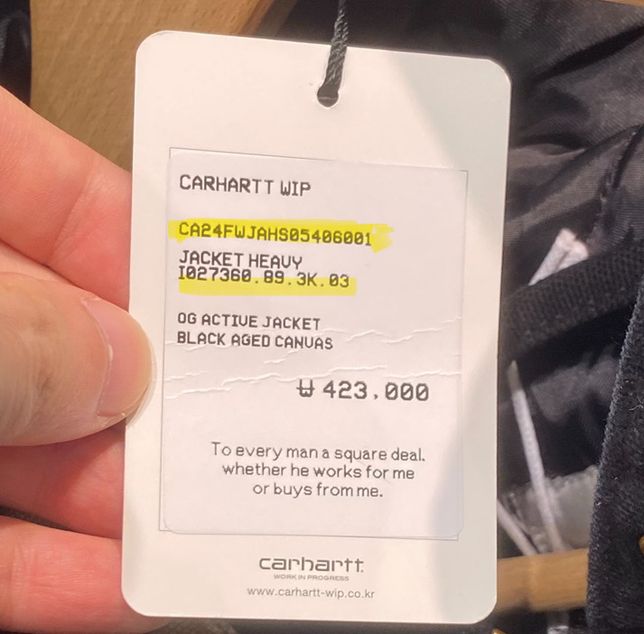 CARHARTT WIP
CA24FWJAHS05406001
JACKET HEAVY
I027360.89.3K.03
OG ACTIVE JACKET
BLACK AGED CANVAS
₩ 423,000
To every man a square deal.
whether he works for me
or buys from me.
carhartt.
WORK IN PROGRESS
www.carhartt-wip.co.kr